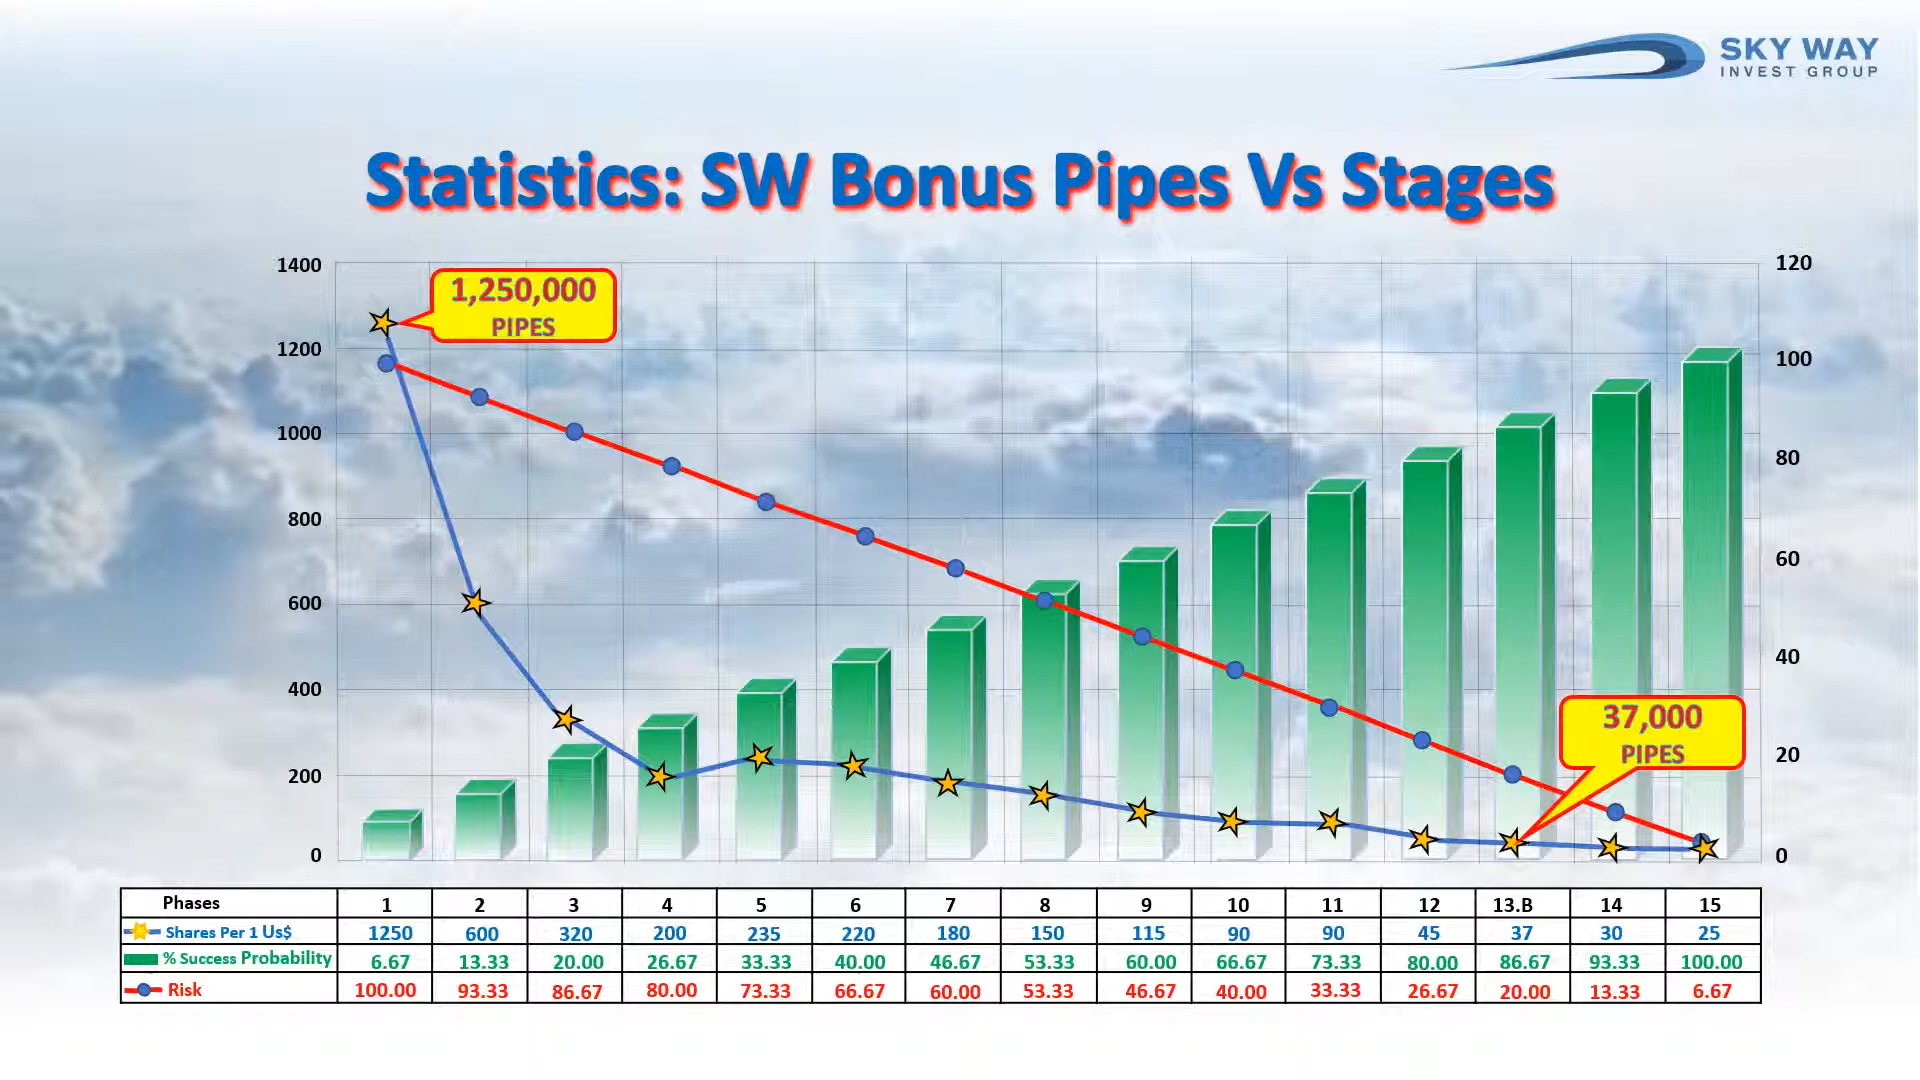 SKY WAY
INVEST GROUP
Statistics: SW Bonus Pipes Vs Stages
1400
1200
1000
800
600
400
200
0
120
100
80
60
40
20
0
1,250,000
PIPES
37,000
PIPES
Phases 1 2 3 4 5 6 7 8 9 10 11 12 13.B 14 15
Shares Per 1 Us$ 1250 600 320 200 235 220 180 150 115 90 90 45 37 30 25
% Success Probability 6.67 13.33 20.00 26.67 33.33 40.00 46.67 53.33 60.00 66.67 73.33 80.00 86.67 93.33 100.00
Risk 100.00 93.33 86.67 80.00 73.33 66.67 60.00 53.33 46.67 40.00 33.33 26.67 20.00 13.33 6.67